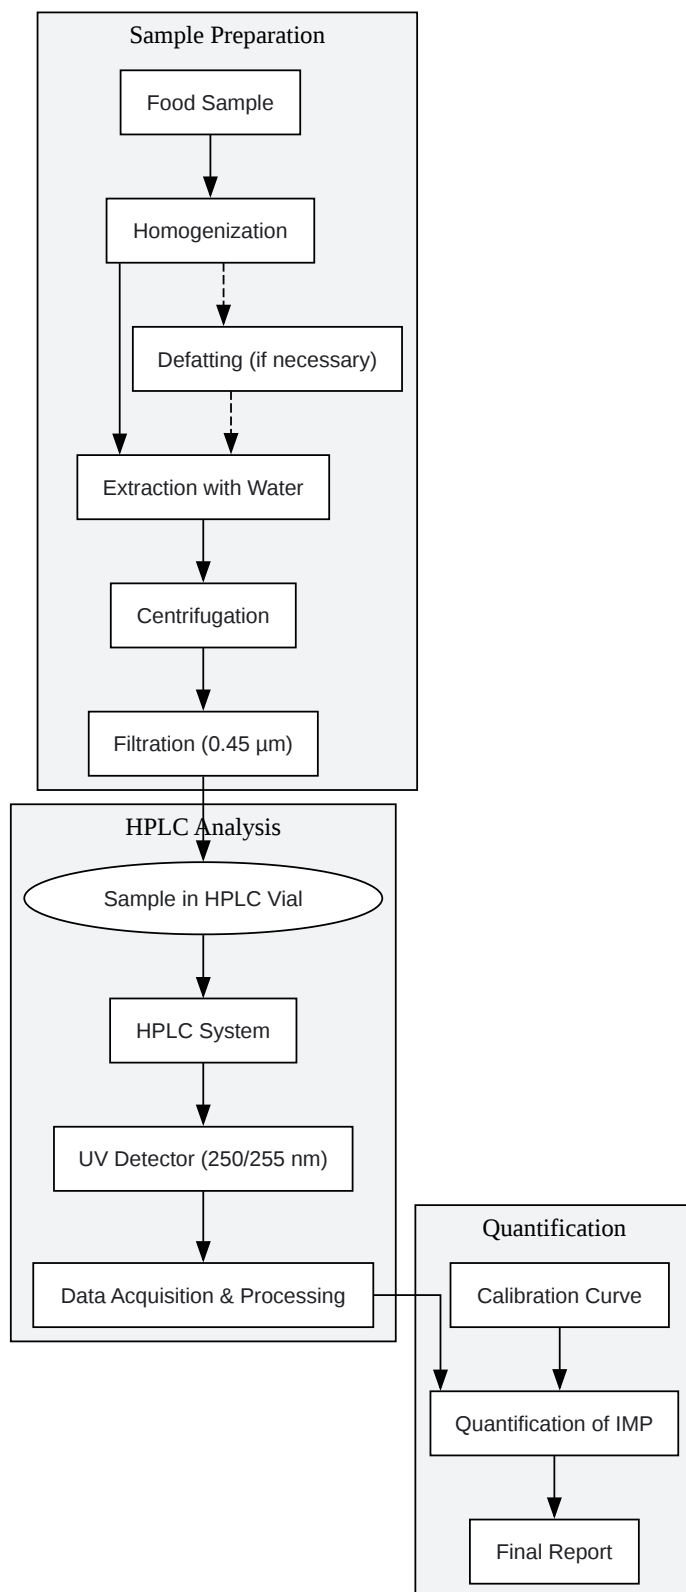 Sample Preparation
Food Sample
Homogenization
Defatting (if necessary)
Extraction with Water
Centrifugation
Filtration (0.45 µm)
HPLC Analysis
Sample in HPLC Vial
HPLC System
UV Detector (250/255 nm)
Data Acquisition & Processing
Quantification
Calibration Curve
Quantification of IMP
Final Report